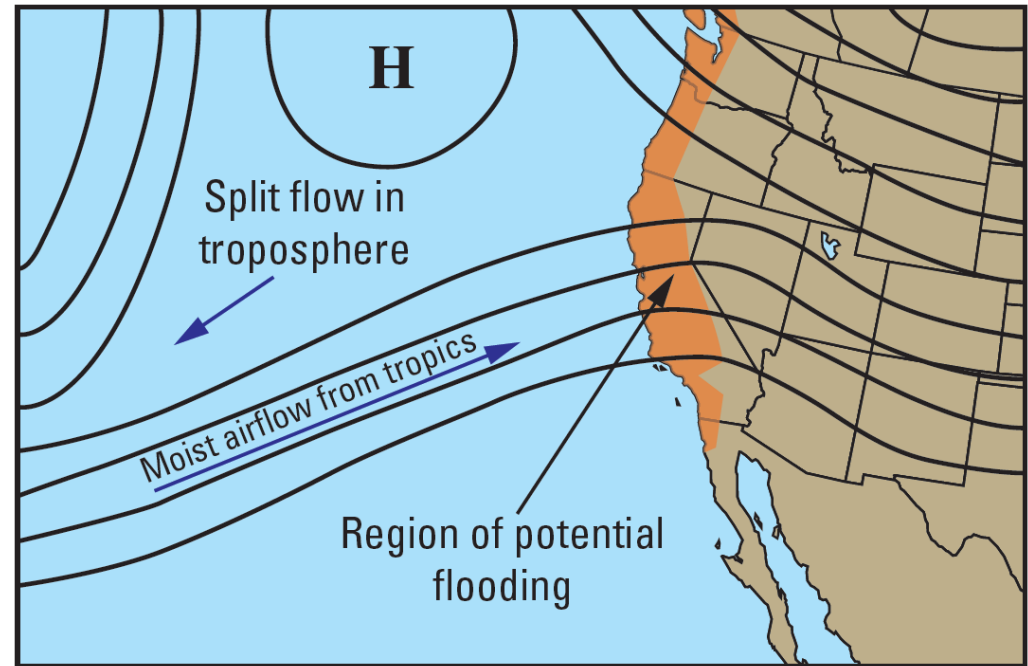 H
Split flow in
troposphere
Moist airflow from tropics
Region of potential
flooding